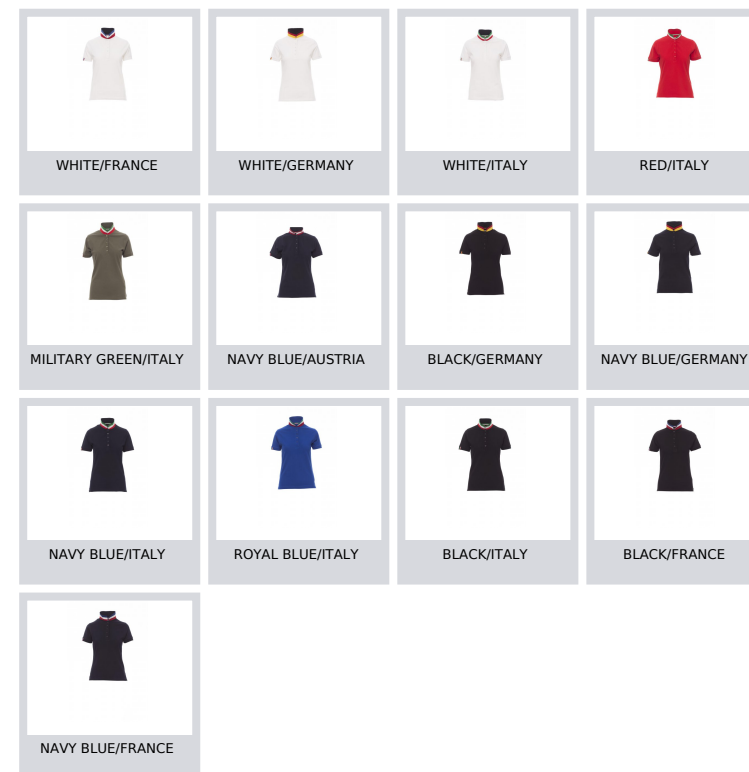 WHITE/FRANCE
WHITE/GERMANY
WHITE/ITALY
RED/ITALY
MILITARY GREEN/ITALY
NAVY BLUE/AUSTRIA
BLACK/GERMANY
NAVY BLUE/GERMANY
NAVY BLUE/ITALY
ROYAL BLUE/ITALY
BLACK/ITALY
BLACK/FRANCE
NAVY BLUE/FRANCE